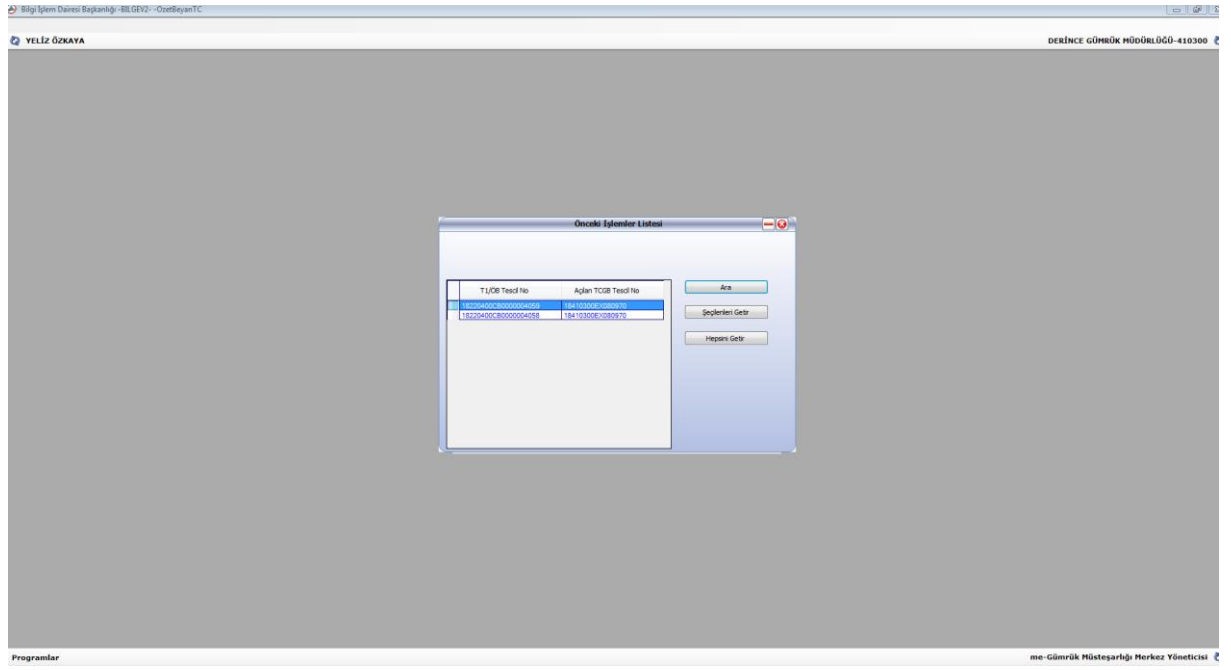 Bilgi İşlem Dairesi Başkanlığı -BILGEV2- -OzetBeyanTC
YELİZ ÖZKAYA
DERİNCE GÜMRÜK MÜDÜRLÜĞÜ-410300
Önceki İşlemler Listesi
T1/ÖB Tescil No Açılan TCGB Tescil No
18220400CB0000004059 18410300EX080970
18220400CB0000004058 18410300EX080970
Ara
Seçilenleri Getir
Hepsini Getir
Programlar
me-Gümrük Müsteşarlığı Merkez Yöneticisi